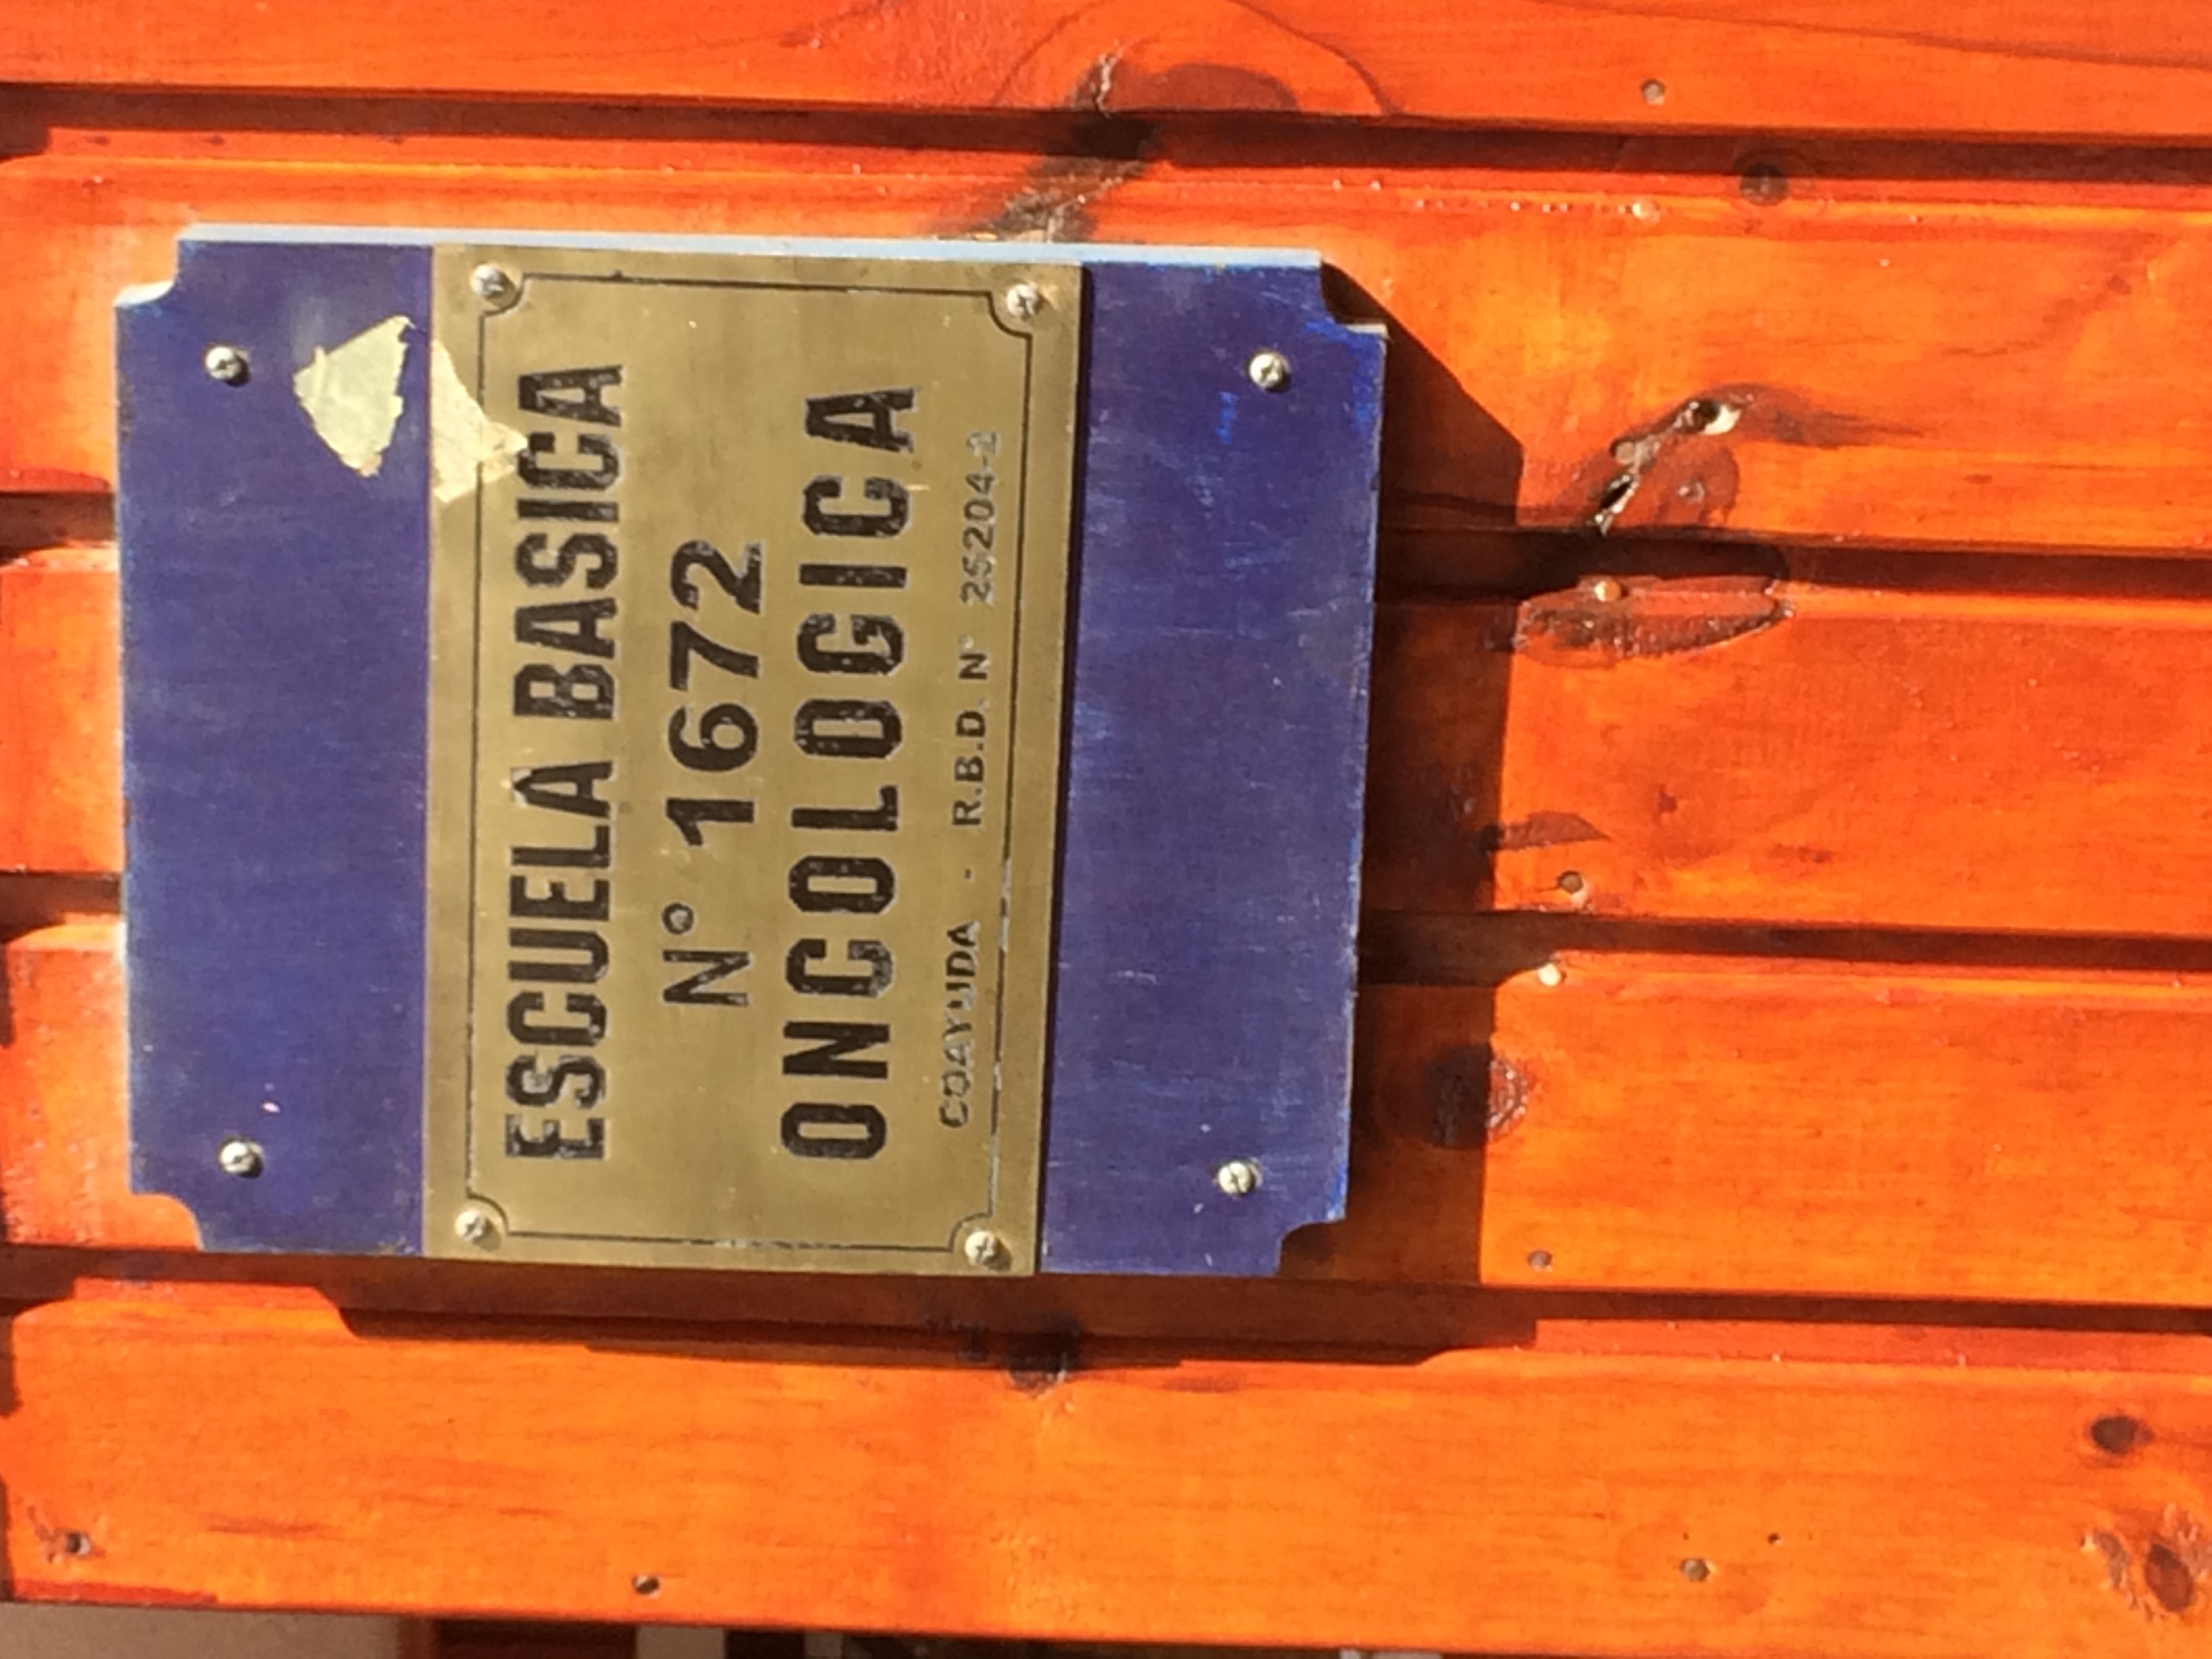 ESCUELA BASICA
N° 1672
ONCOLOGICA
COAYUDA - R.B.D. N° 25204-2